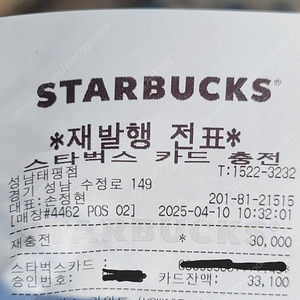 STARBUCKS®
*재발행 전표*
스타벅스 카드 충전
성남태평점 T:1522-3232
경기 성남 수정로 149
대표:손정현 201-81-21515
[매장#4462 POS 02] 2025-04-10 10:32:01
재충전 * 30,000
스타벅스카드 :
승인번호: 카드잔액: 33,100